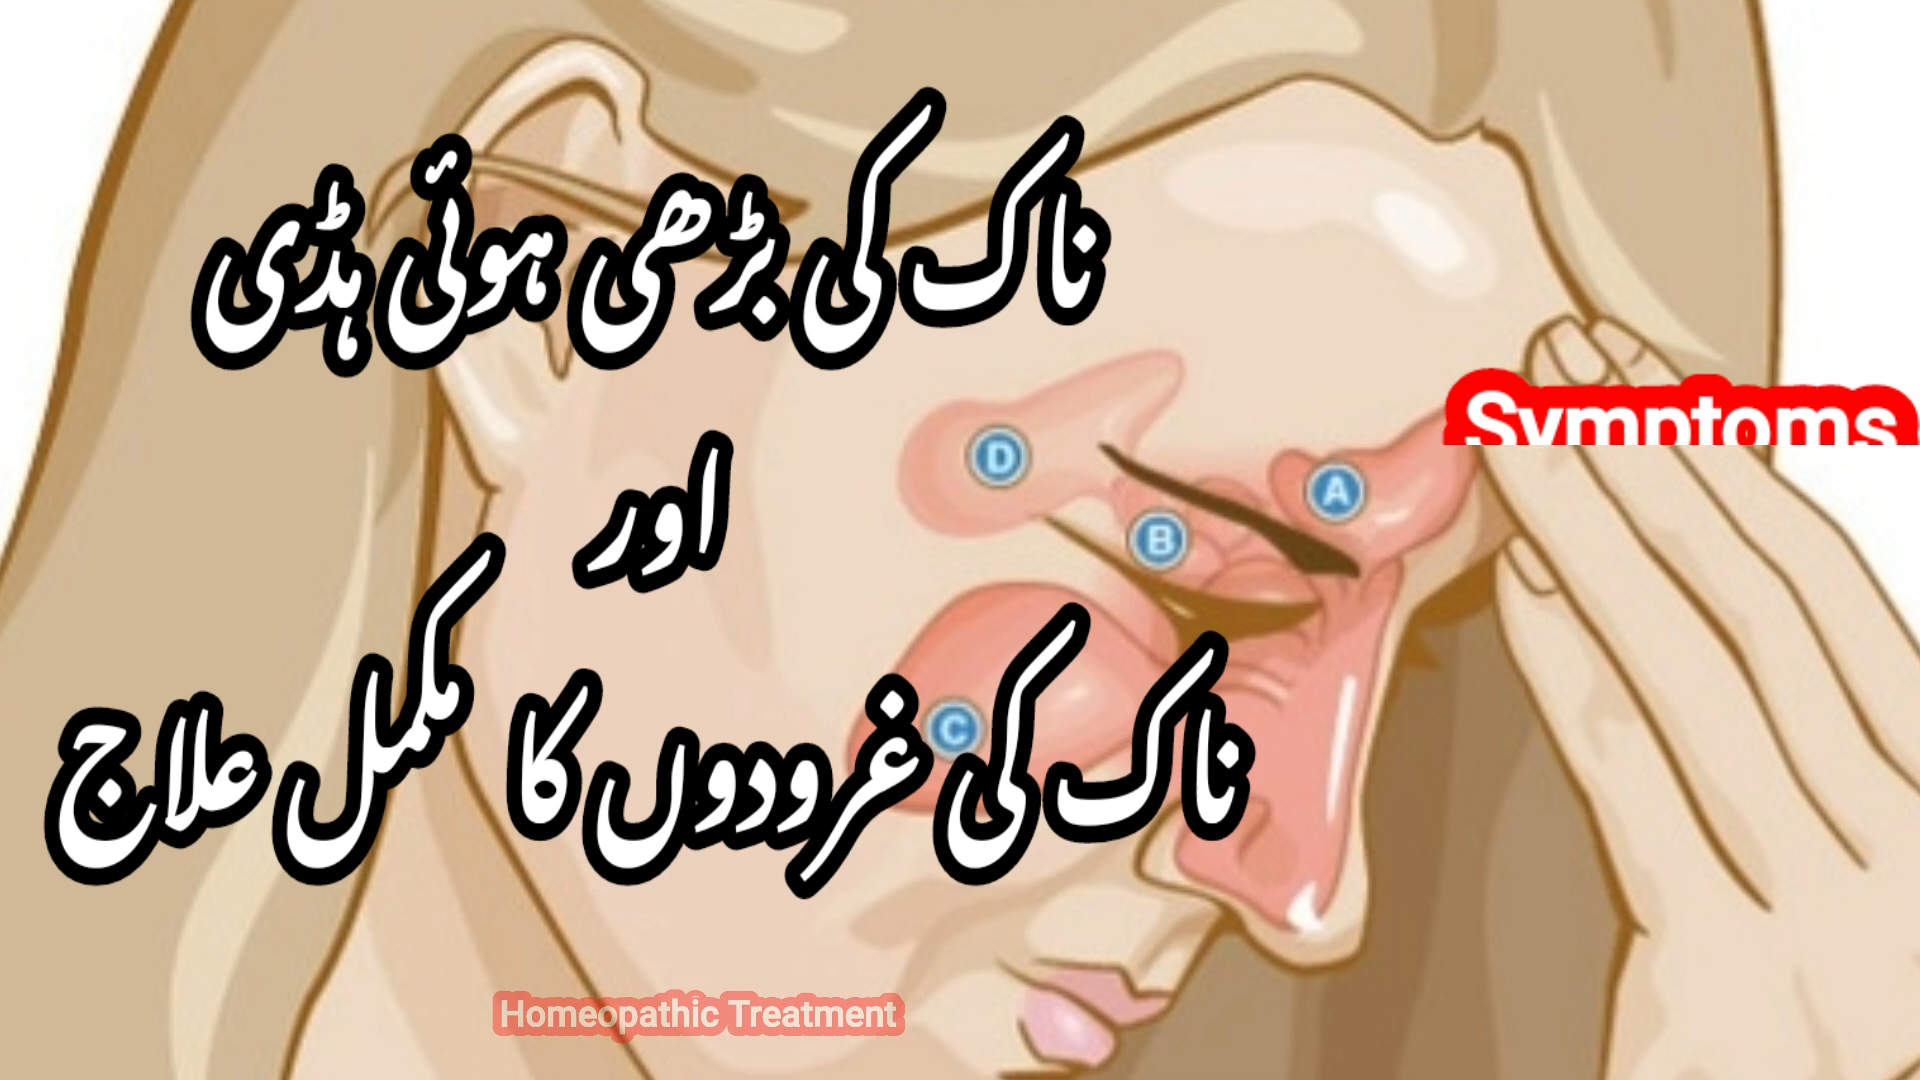 ناک کی بڑھی ہوئی ہڈی
Symptoms
اور
D
A
B
ناک کی غرودوں کا مکمل علاج
C
Homeopathic Treatment